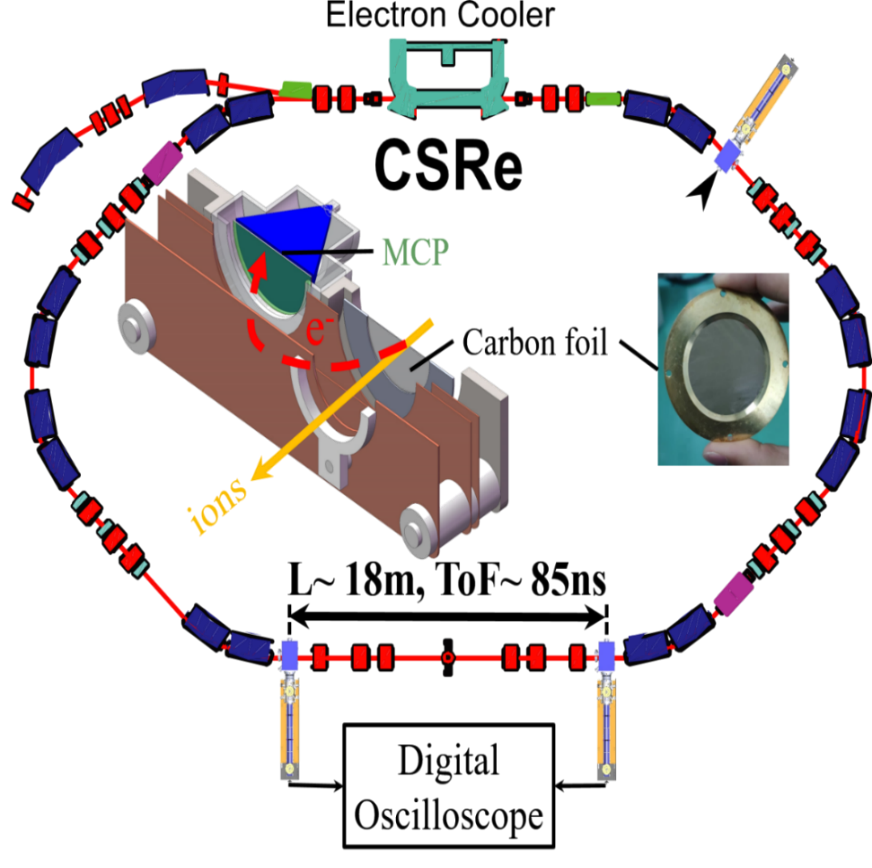 Electron Cooler
CSRe
MCP
e-
Carbon foil
ions
L~ 18m, ToF~ 85ns
Digital
Oscilloscope